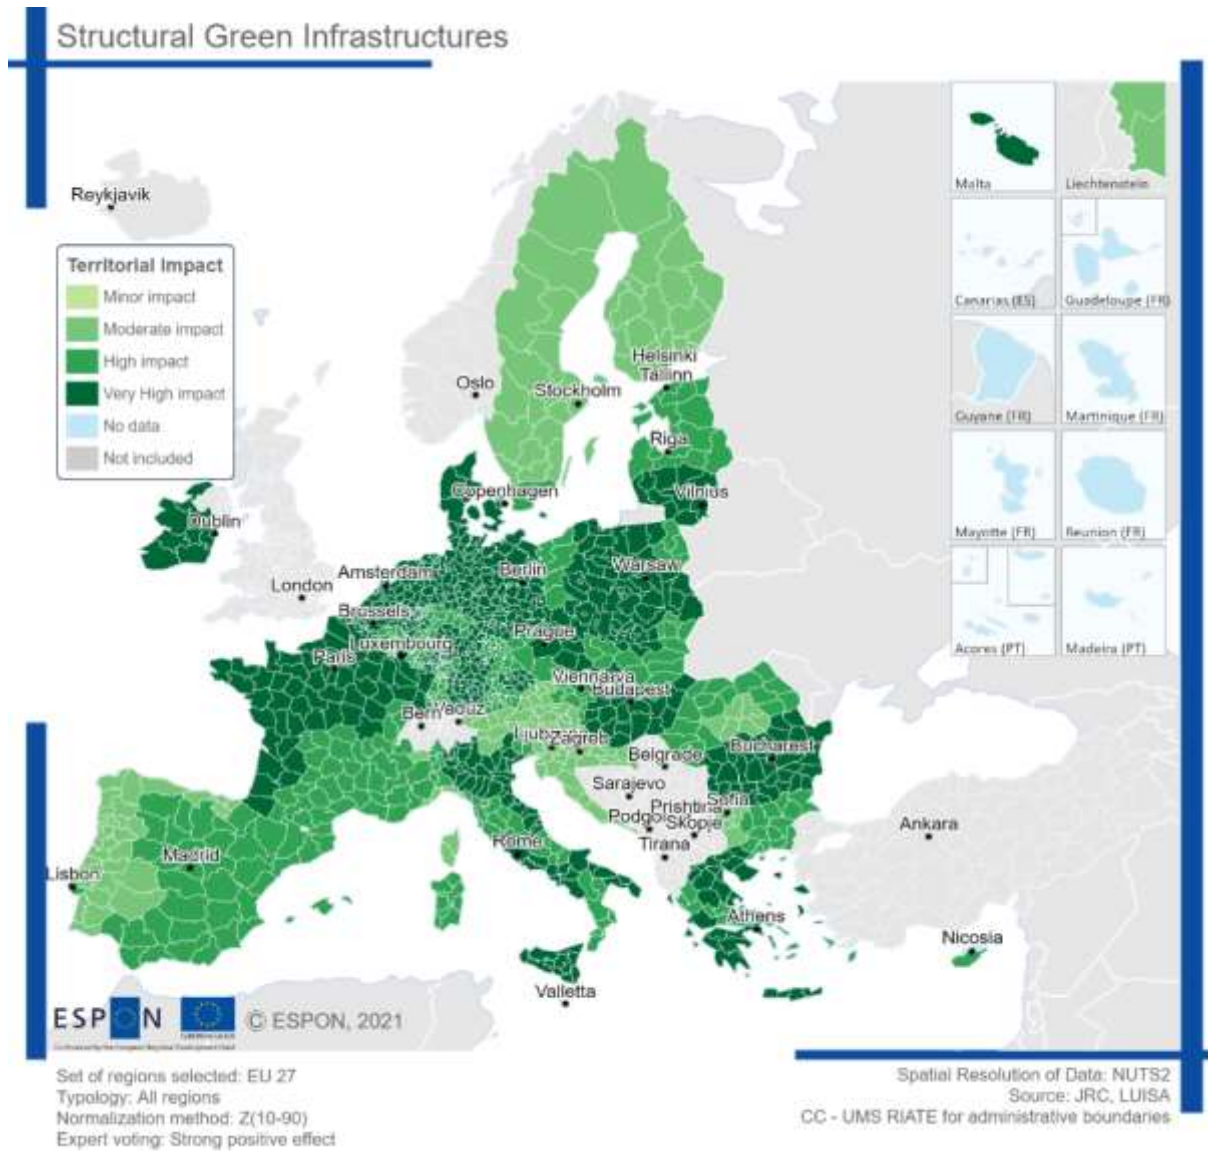 Structural Green Infrastructures
Reykjavik
Territorial Impact
Minor impact
Moderate impact
High impact
Very High impact
No data
Not included
Malta
Liechtenstein
Canarias (ES)
Guadeloupe (FR)
Guyane (FR)
Martinique (FR)
Mayotte (FR)
Reunion (FR)
Acores (PT)
Madeira (PT)
Helsinki
Tallinn
Oslo
Stockholm
Riga
Copenhagen
Vilnius
Dublin
Amsterdam
Berlin
Warsaw
London
Brussels
Prague
Luxembourg
Paris
Vienna
Budapest
Bern
Vaduz
Zagreb
Belgrade
Bucharest
Sarajevo
Prishtina
Sofia
Podgo
Skopje
Tirana
Rome
Madrid
Lisbon
Ankara
Athens
Nicosia
Valletta
ESPON
© ESPON, 2021
Set of regions selected: EU 27
Typology: All regions
Normalization method: Z(10-90)
Expert voting: Strong positive effect
Spatial Resolution of Data: NUTS2
Source: JRC, LUISA
CC - UMS RIATE for administrative boundaries